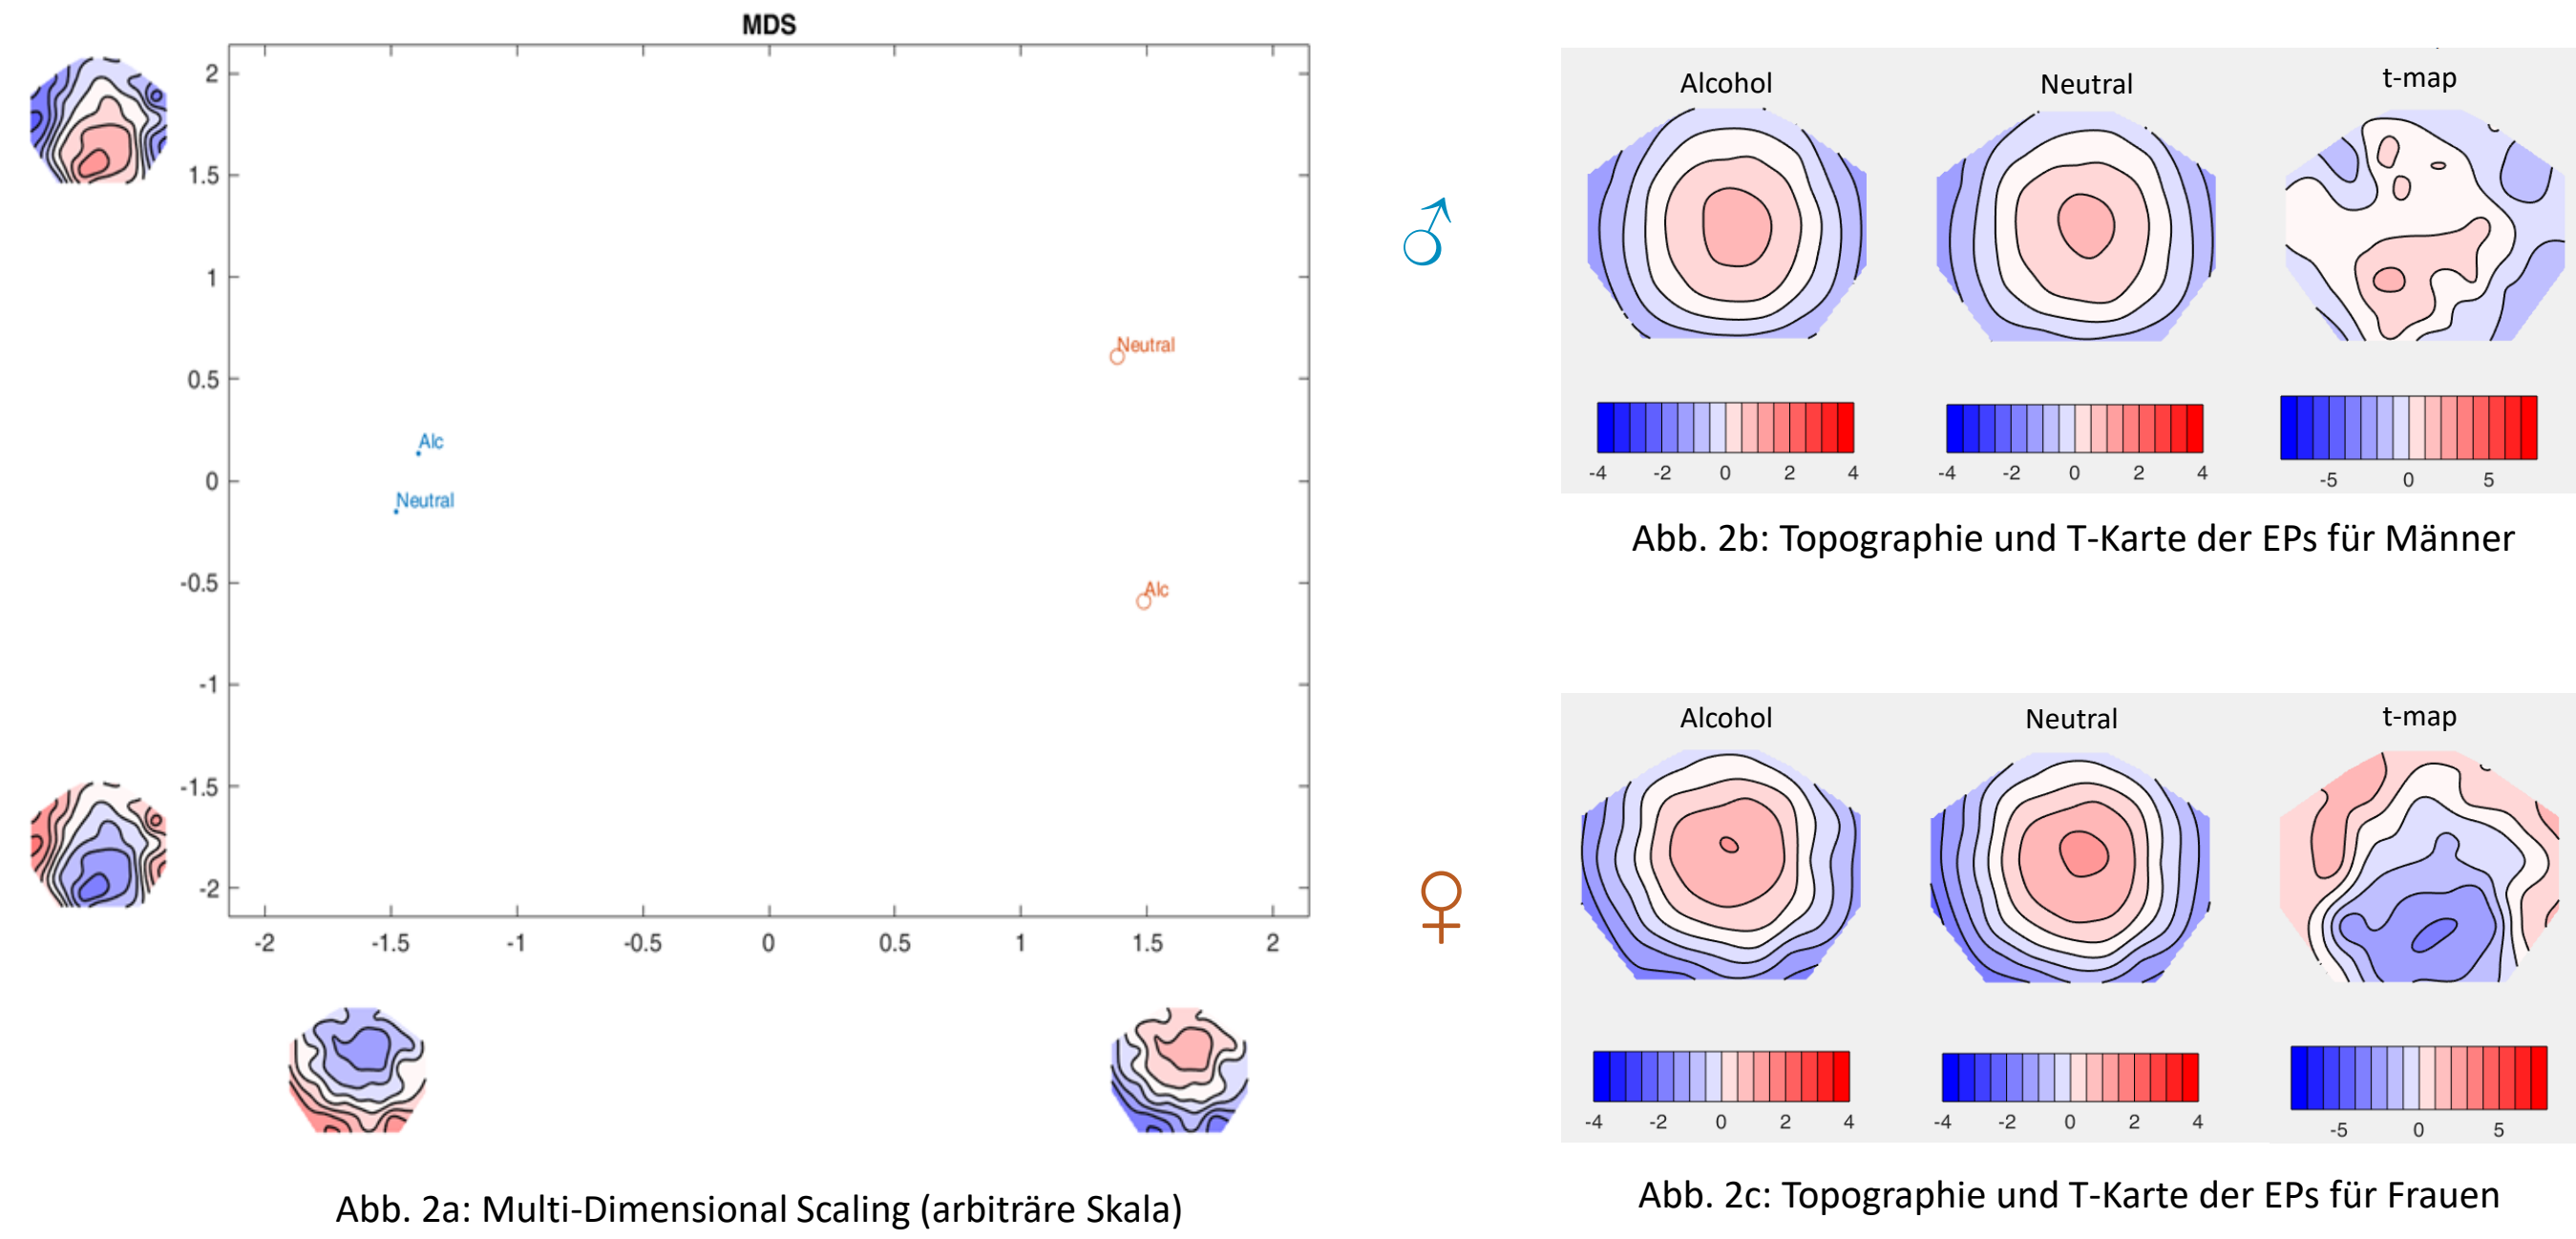 MDS
2
1.5
1
0.5
0
-0.5
-1
-1.5
-2
-2 -1.5 -1 -0.5 0 0.5 1 1.5 2
Neutral
Alc
Neutral
Alc
Abb. 2a: Multi-Dimensional Scaling (arbiträre Skala)
♂
Alcohol Neutral t-map
-4 -2 0 2 4 -4 -2 0 2 4 -5 0 5
Abb. 2b: Topographie und T-Karte der EPs für Männer
♀
Alcohol Neutral t-map
-4 -2 0 2 4 -4 -2 0 2 4 -5 0 5
Abb. 2c: Topographie und T-Karte der EPs für Frauen